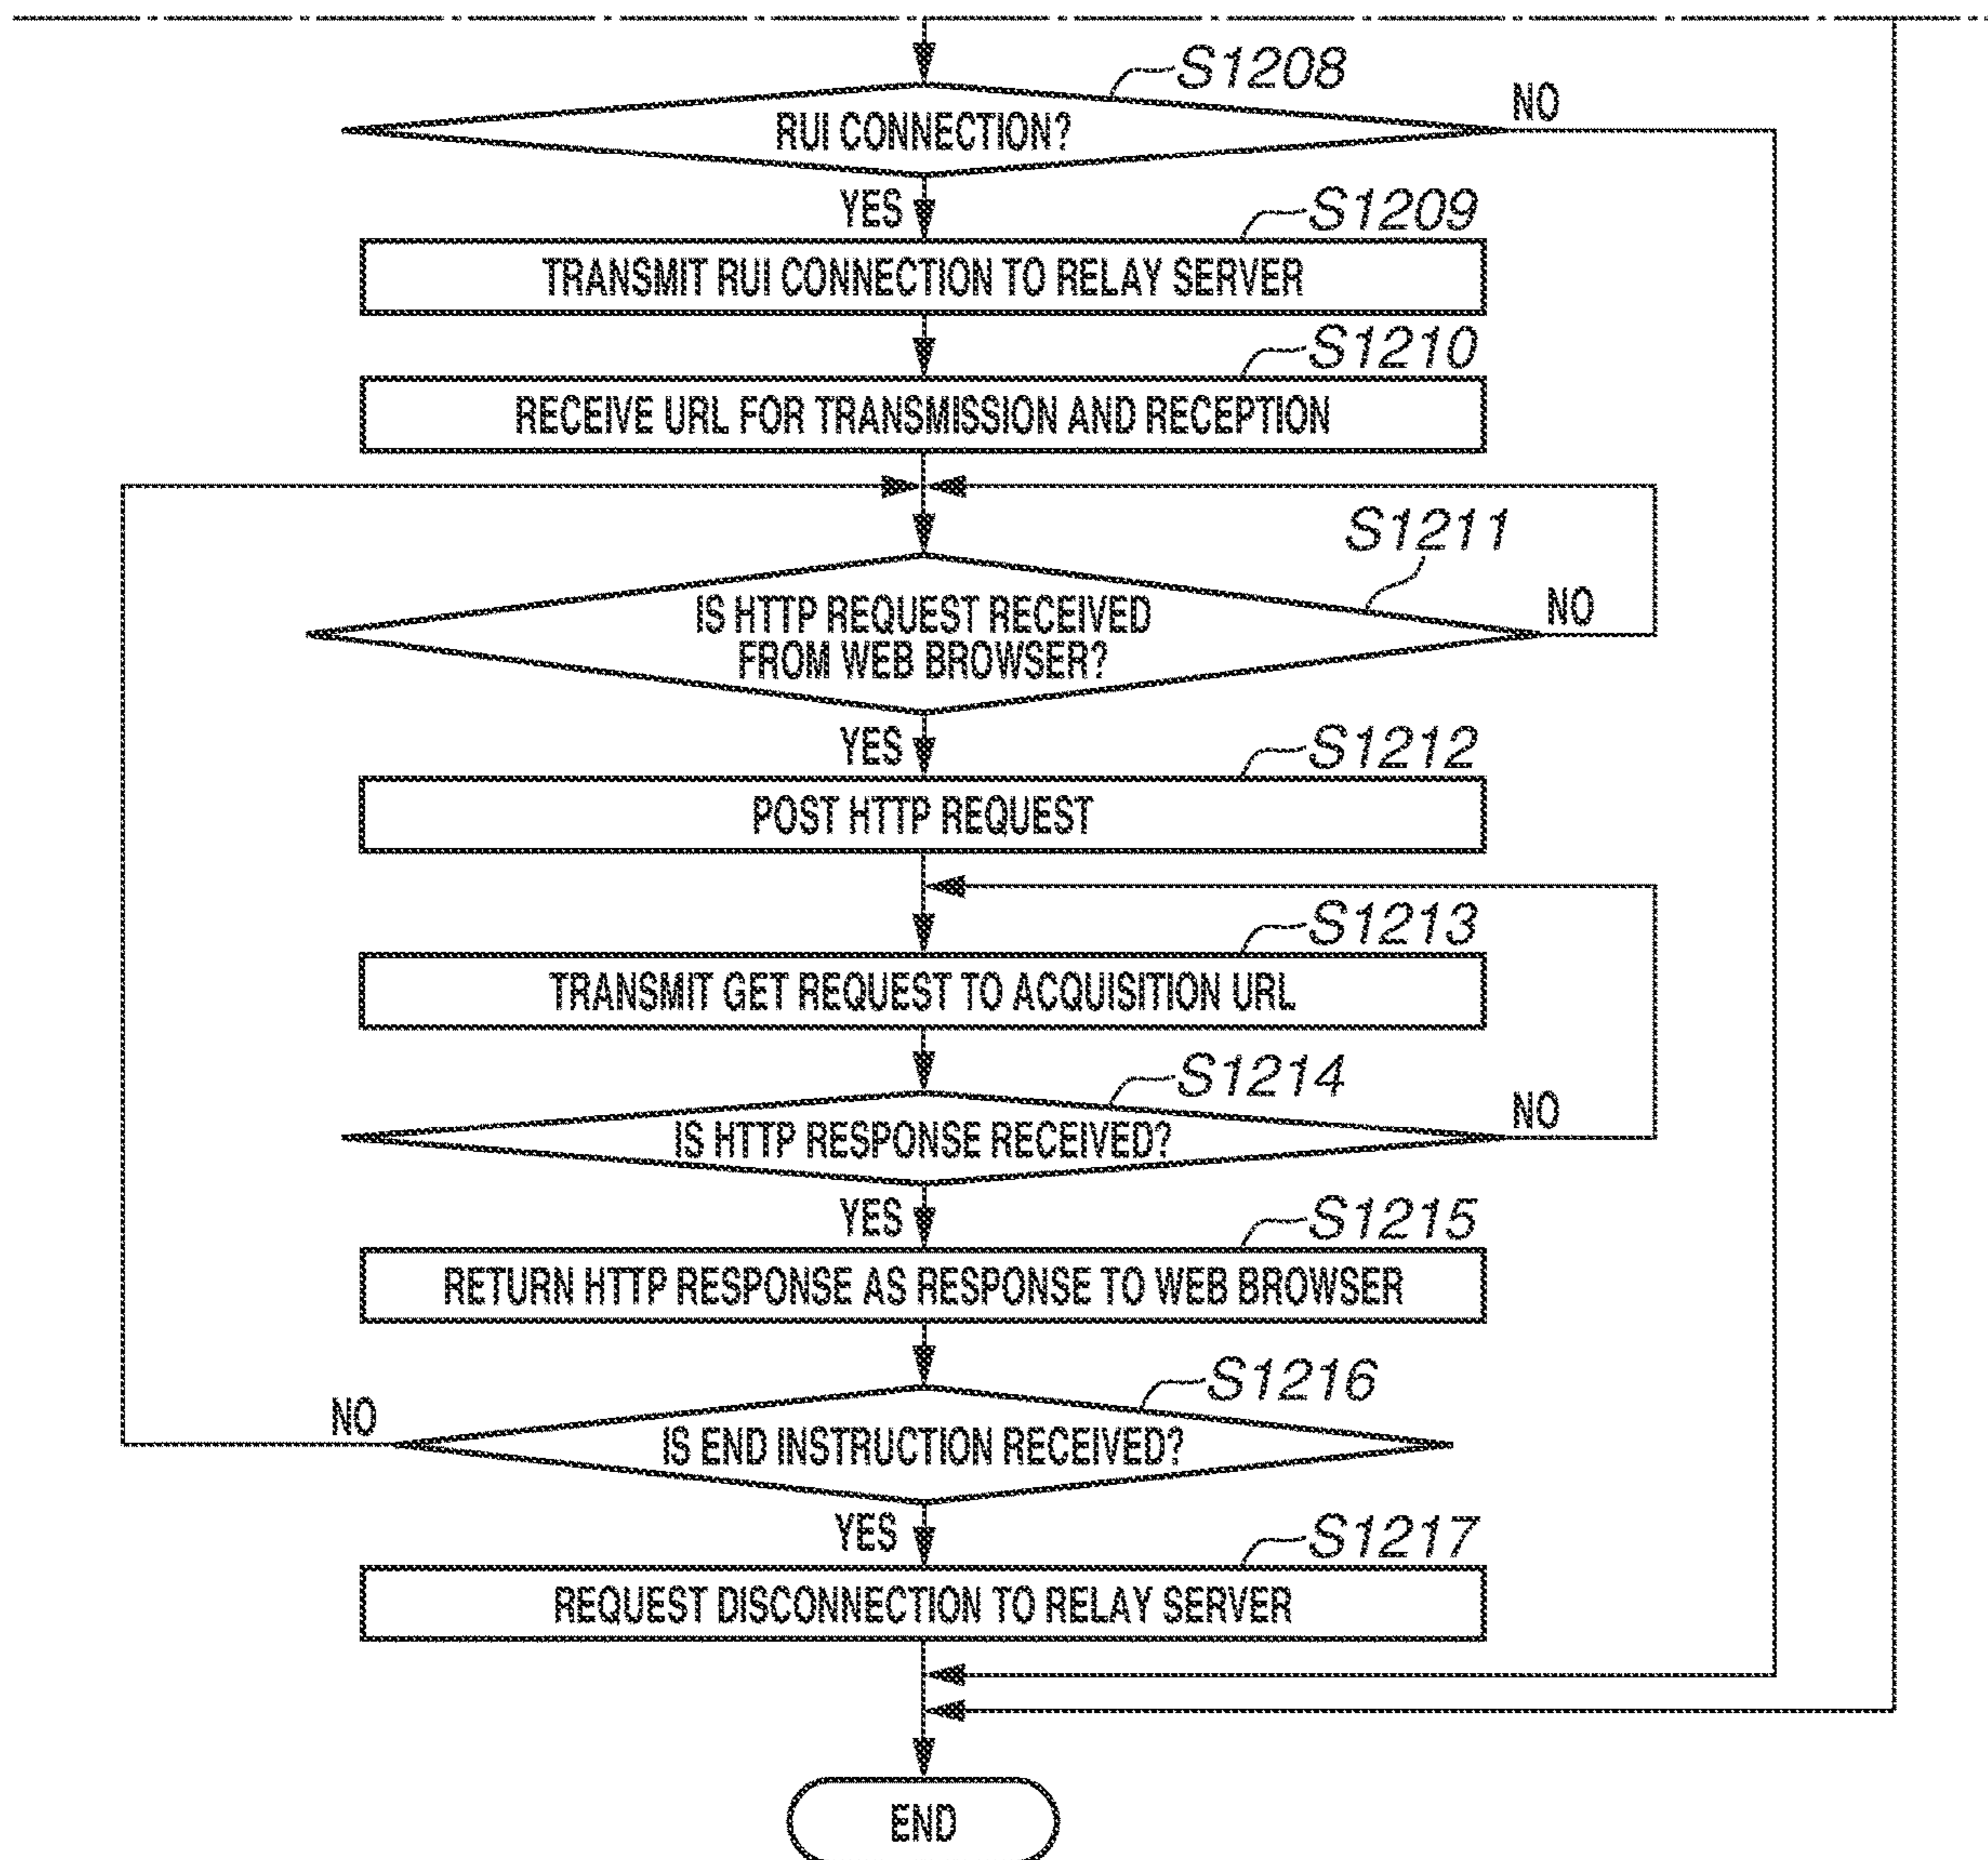 S1208
RUI CONNECTION?
NO
YES
S1209
TRANSMIT RUI CONNECTION TO RELAY SERVER
S1210
RECEIVE URL FOR TRANSMISSION AND RECEPTION
S1211
IS HTTP REQUEST RECEIVED
FROM WEB BROWSER?
NO
YES
S1212
POST HTTP REQUEST
S1213
TRANSMIT GET REQUEST TO ACQUISITION URL
S1214
IS HTTP RESPONSE RECEIVED?
NO
YES
S1215
RETURN HTTP RESPONSE AS RESPONSE TO WEB BROWSER
S1216
NO
IS END INSTRUCTION RECEIVED?
YES
S1217
REQUEST DISCONNECTION TO RELAY SERVER
END